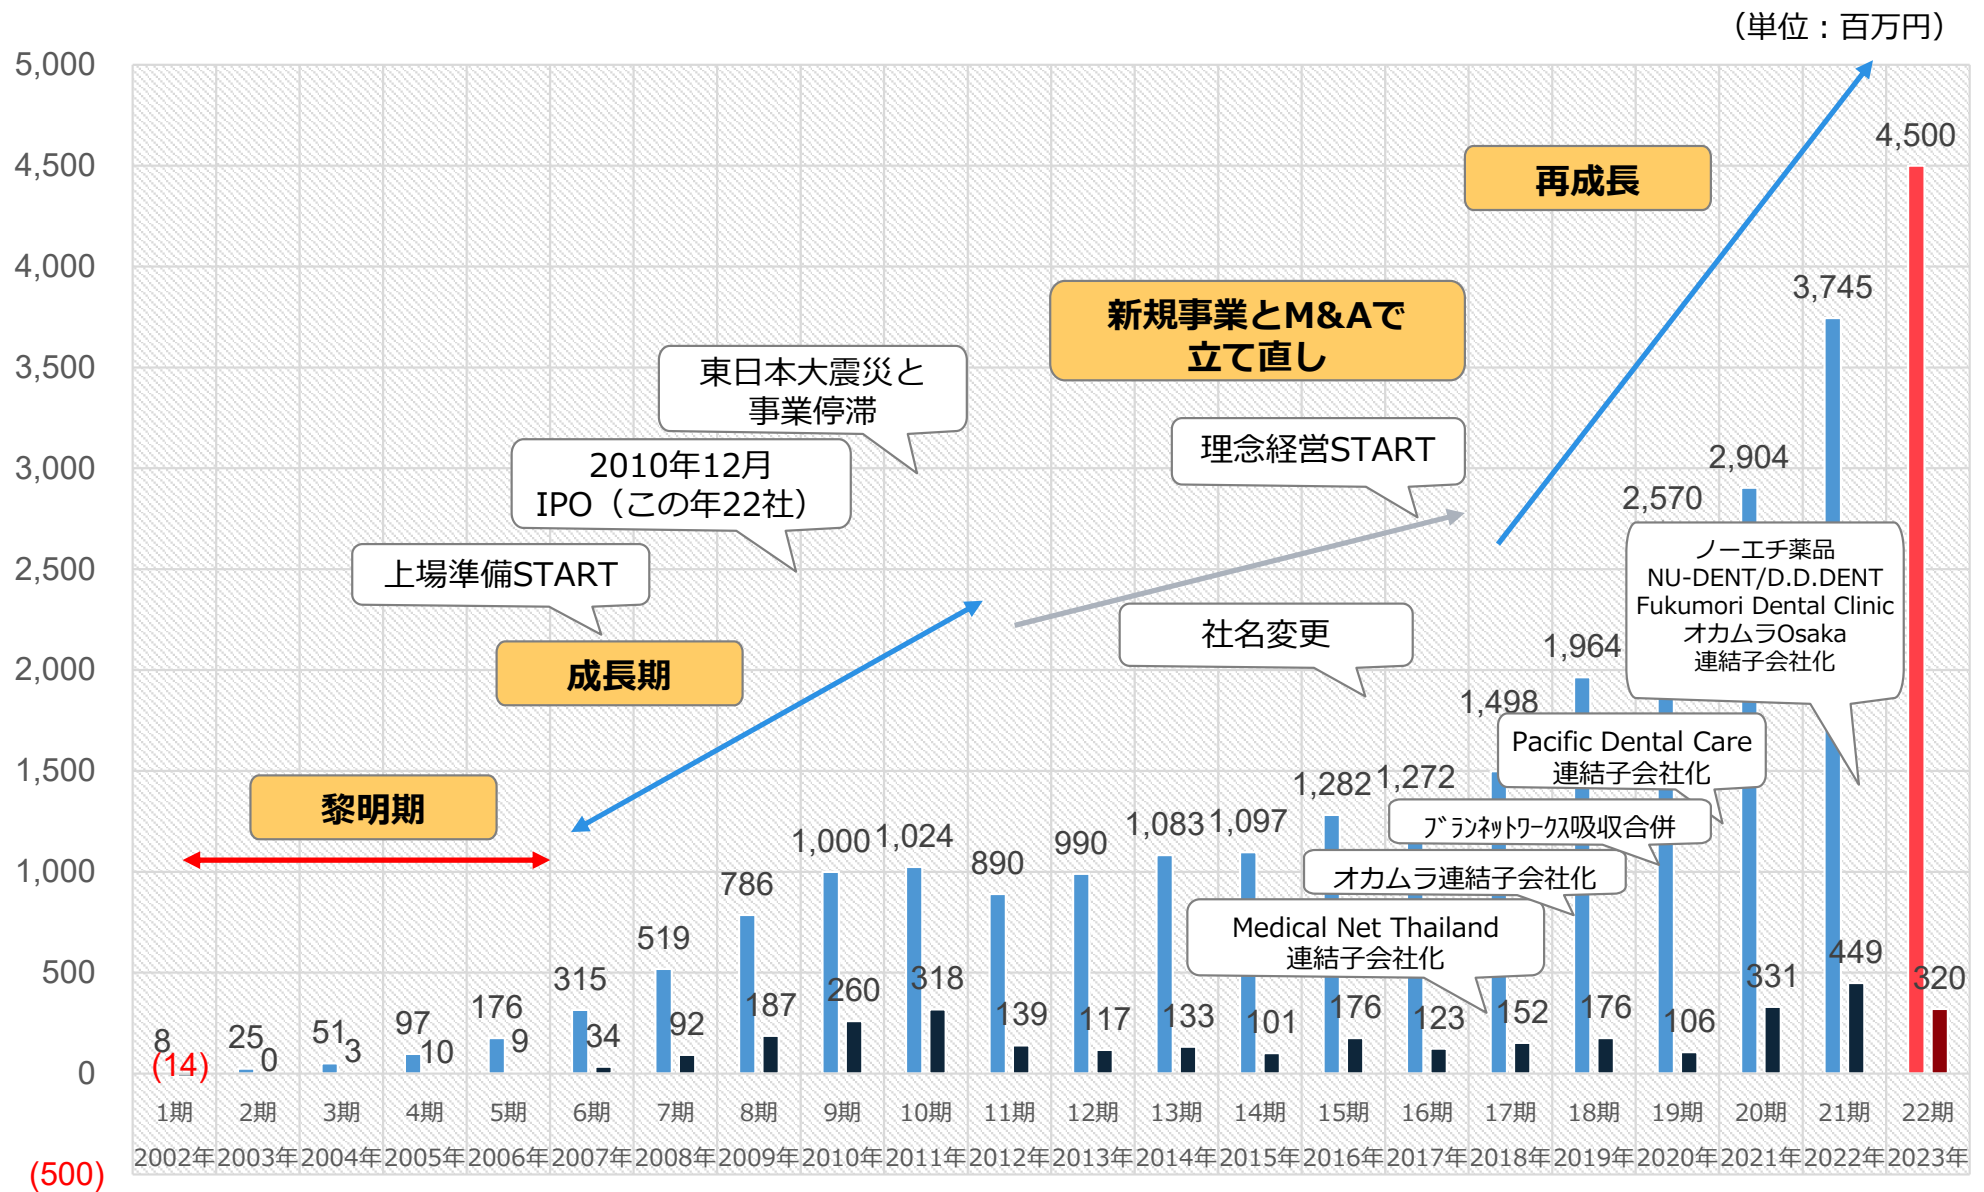 （単位：百万円）
5,000
4,500
4,000
3,500
3,000
2,500
2,000
1,500
1,000
500
0
(500)
再成長
新規事業とM&Aで
立て直し
東日本大震災と
事業停滞
2010年12月
IPO（この年22社）
上場準備START
成長期
黎明期
理念経営START
社名変更
ノーエチ薬品
NU-DENT/D.D.DENT
Fukumori Dental Clinic
オカムラOsaka
連結子会社化
Pacific Dental Care
連結子会社化
ブランネットワークス吸収合併
オカムラ連結子会社化
Medical Net Thailand
連結子会社化
8
25
51
97
176
315
519
786
1,000
1,024
890
990
1,083
1,097
1,282
1,272
1,498
1,964
2,570
2,904
3,745
4,500
(14)
0
3
10
9
34
92
187
260
318
139
117
133
101
176
123
152
176
106
331
449
320
1期 2期 3期 4期 5期 6期 7期 8期 9期 10期 11期 12期 13期 14期 15期 16期 17期 18期 19期 20期 21期 22期
2002年 2003年 2004年 2005年 2006年 2007年 2008年 2009年 2010年 2011年 2012年 2013年 2014年 2015年 2016年 2017年 2018年 2019年 2020年 2021年 2022年 2023年